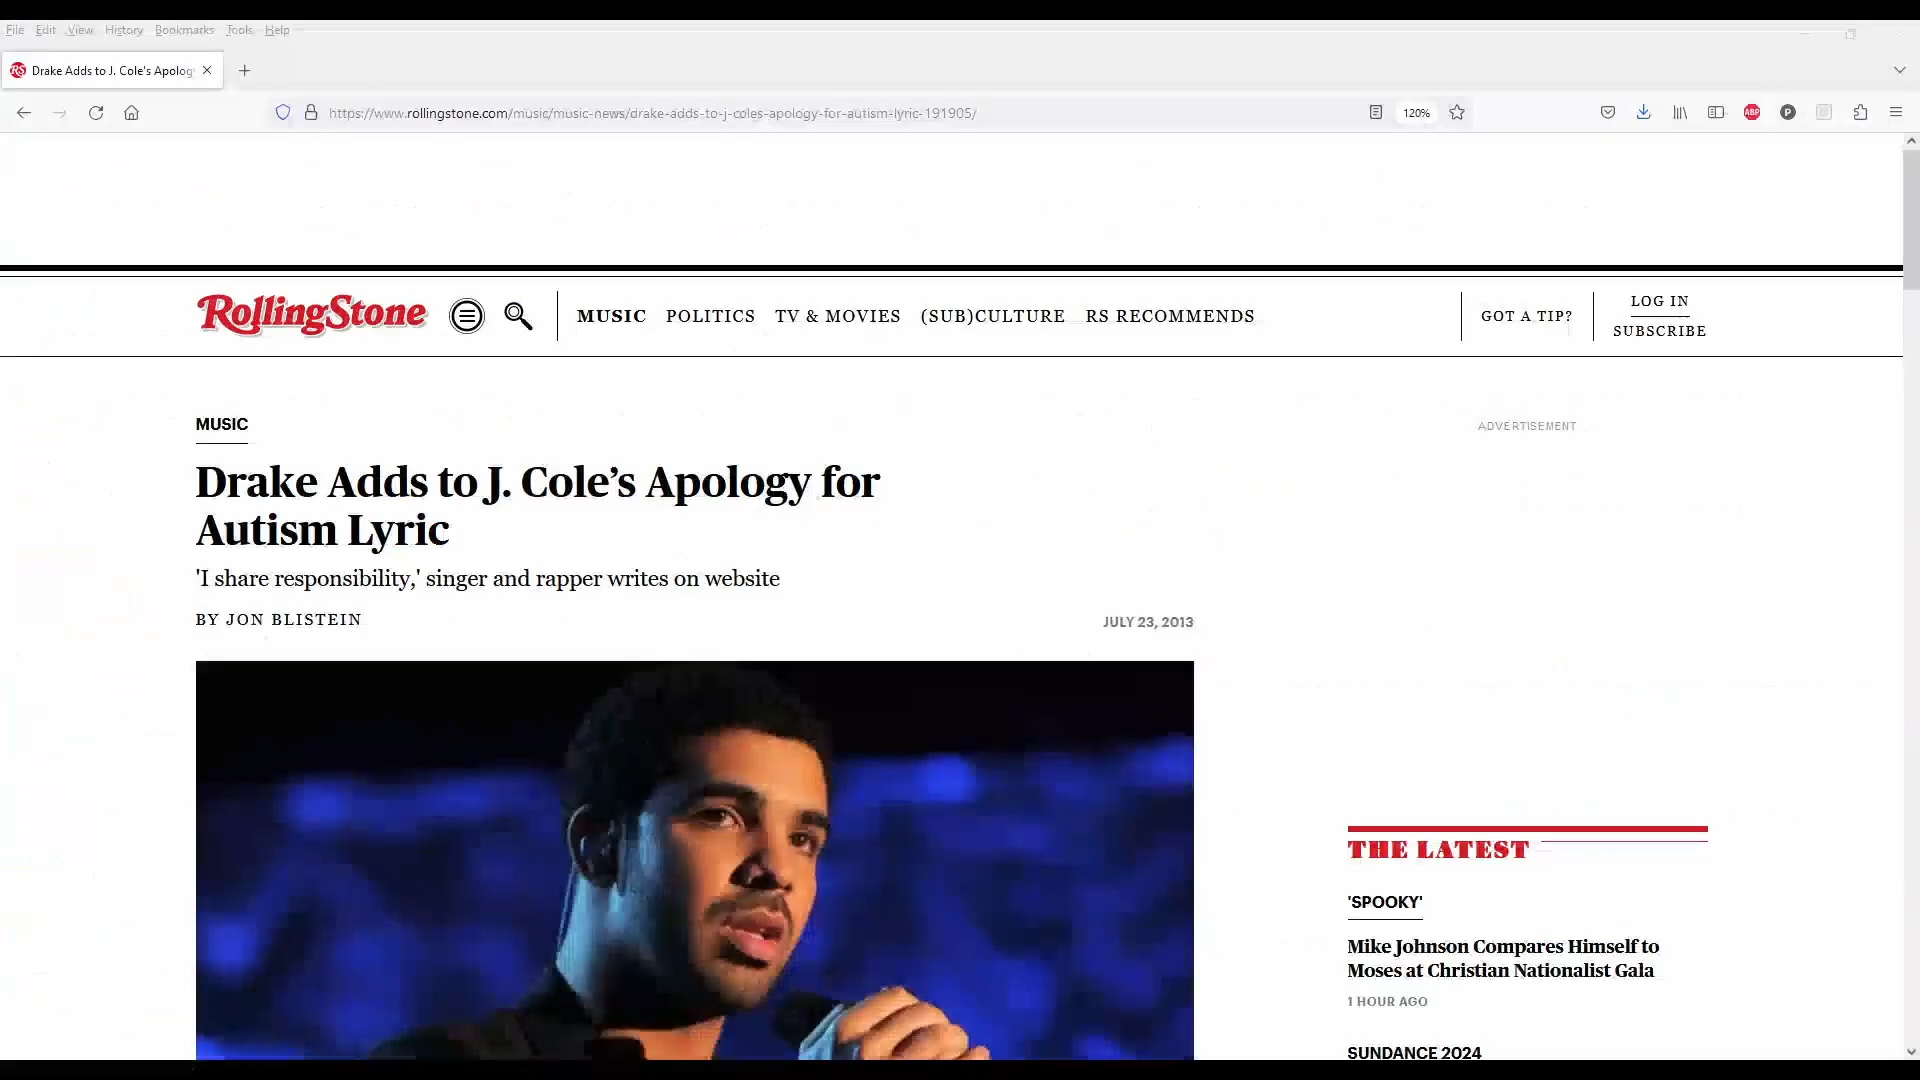 File Edit View History Bookmarks Tools Help
Drake Adds to J. Cole's Apolog
https://www.rollingstone.com/music/music-news/drake-adds-to-j-coles-apology-for-autism-lyric-191905/
120%
ABP
P
RollingStone
MUSIC POLITICS TV & MOVIES (SUB)CULTURE RS RECOMMENDS
GOT A TIP?
LOG IN
SUBSCRIBE
MUSIC
ADVERTISEMENT
Drake Adds to J. Cole’s Apology for
Autism Lyric
'I share responsibility,' singer and rapper writes on website
BY JON BLISTEIN
JULY 23, 2013
THE LATEST
'SPOOKY'
Mike Johnson Compares Himself to
Moses at Christian Nationalist Gala
1 HOUR AGO
SUNDANCE 2024